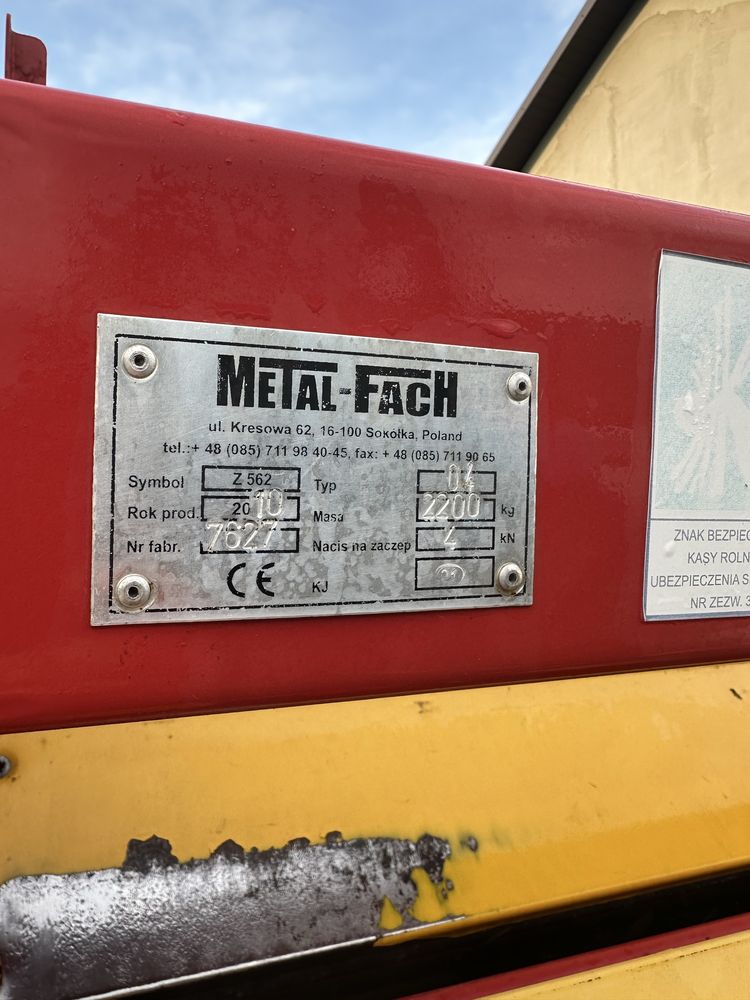 METAL-FACH
ul. Kresowa 62, 16-100 Sokółka, Poland
tel.:+ 48 (085) 711 98 40-45, fax: + 48 (085) 711 90 65
Symbol Z 562 Typ 04
Rok prod. 2010 Masa 2200 kg
Nr fabr. 7627 Nacis na zaczep 4 kN
CE KJ
ZNAK BEZPIEC
KASY ROLN
UBEZPIECZENIA S
NR ZEZW. 3